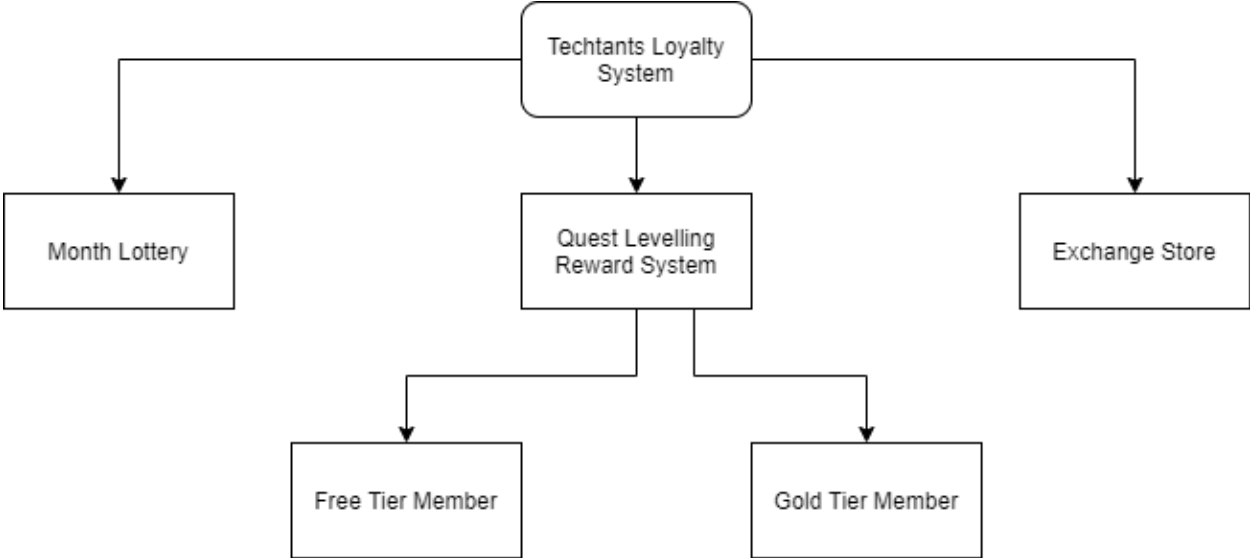 Techtants Loyalty
System
Month Lottery
Quest Levelling
Reward System
Exchange Store
Free Tier Member
Gold Tier Member